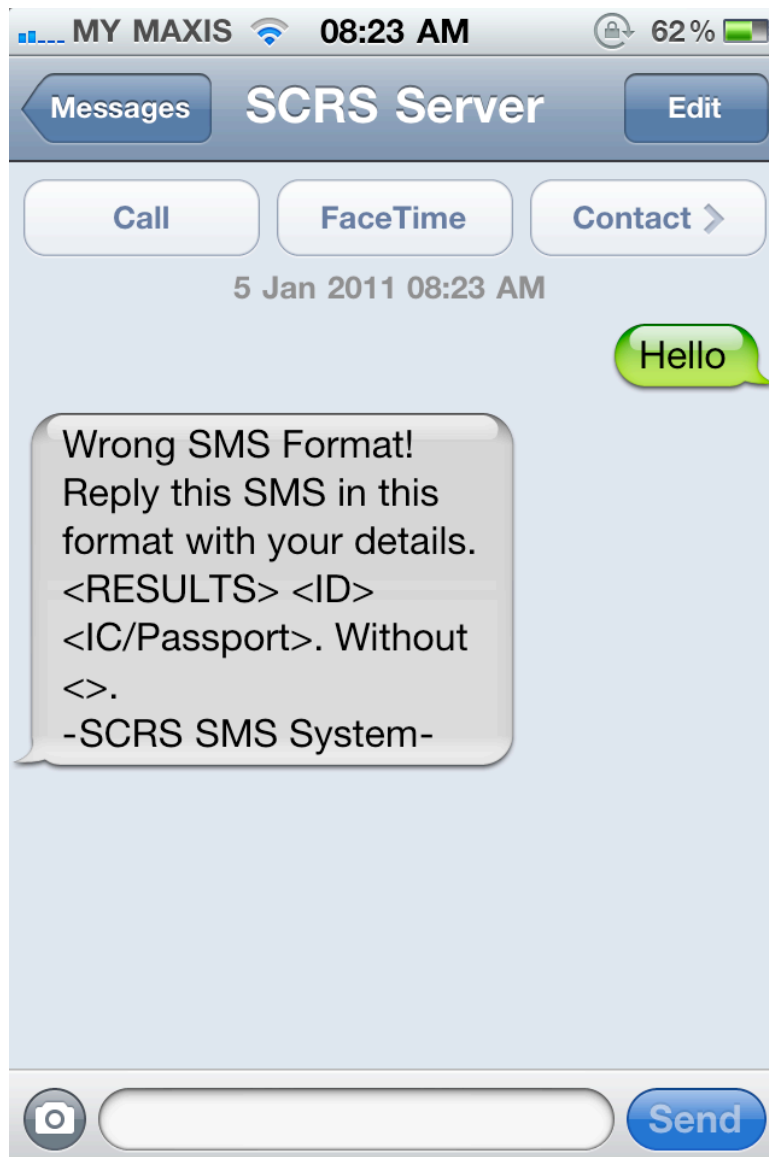 MY MAXIS 08:23 AM 62%
Messages SCRS Server Edit
Call FaceTime Contact
5 Jan 2011 08:23 AM
Hello
Wrong SMS Format!
Reply this SMS in this
format with your details.
<RESULTS> <ID>
<IC/Passport>. Without
<>.
-SCRS SMS System-
Send